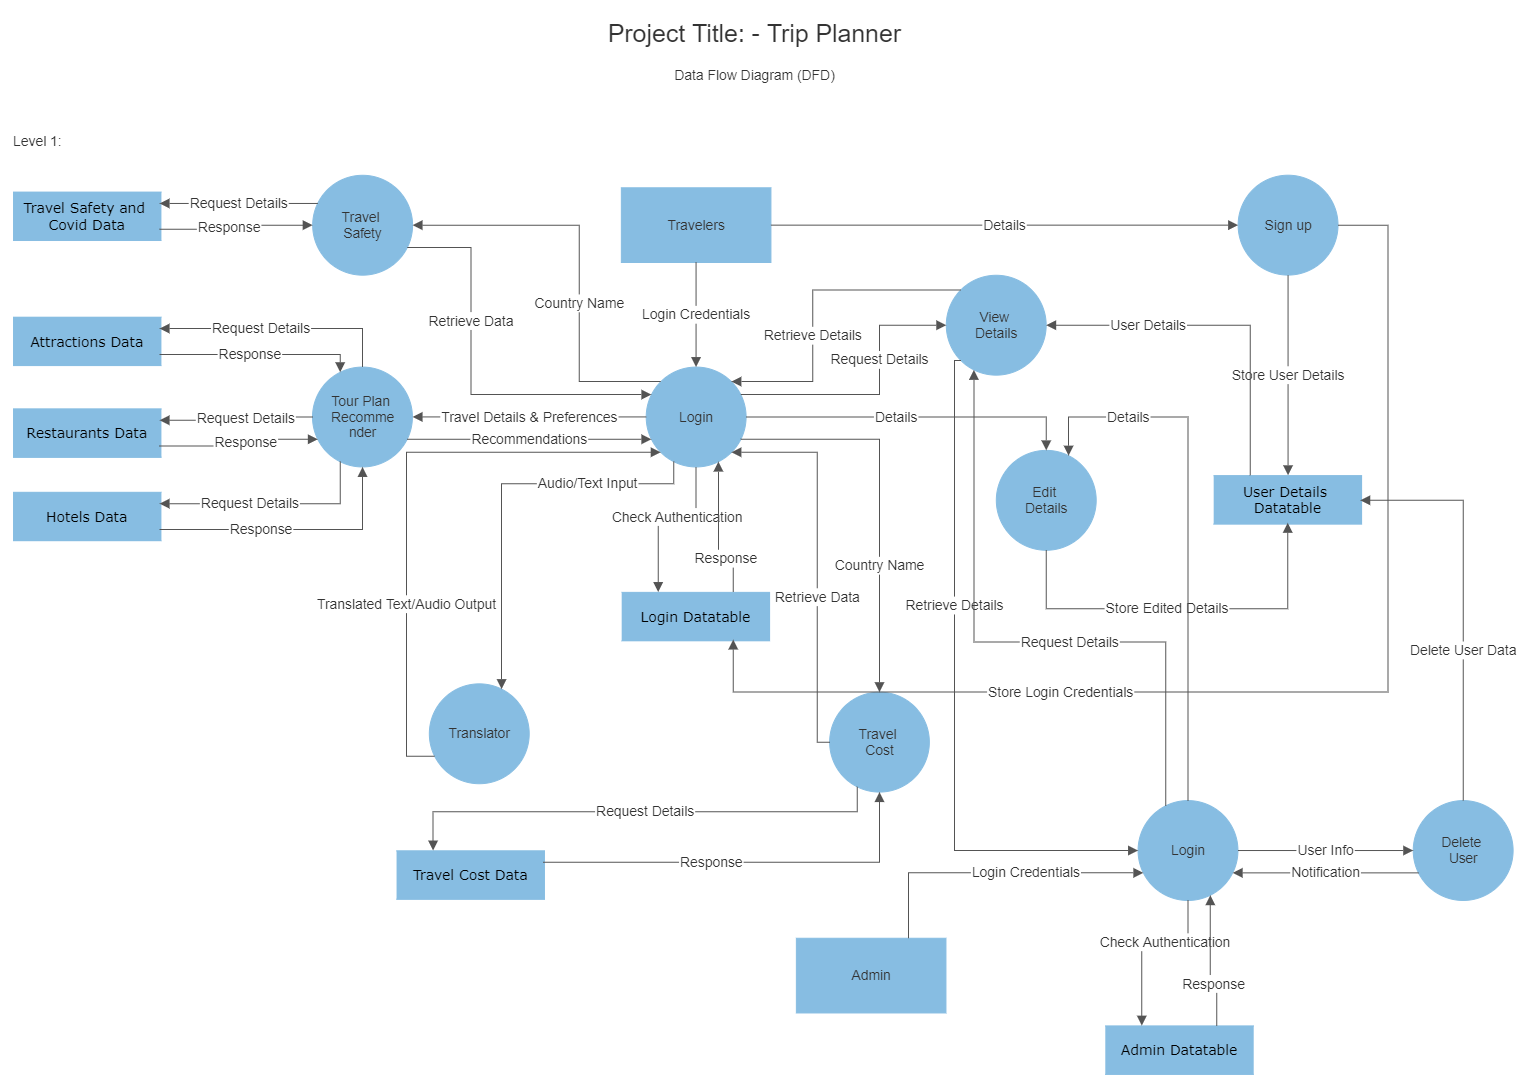 Project Title: - Trip Planner
Data Flow Diagram (DFD)
Level 1:
Travel Safety and
Covid Data
Request Details
Response
Travel
Safety
Travelers
Details
Sign up
Country Name
Retrieve Data
Login Credentials
Retrieve Details
Request Details
View
Details
User Details
Store User Details
Attractions Data
Request Details
Response
Tour Plan
Recomme
nder
Restaurants Data
Request Details
Response
Hotels Data
Request Details
Response
Travel Details & Preferences
Recommendations
Login
Details
Details
Edit
Details
User Details
Datatable
Audio/Text Input
Check Authentication
Response
Country Name
Retrieve Data
Translated Text/Audio Output
Login Datatable
Retrieve Details
Store Edited Details
Request Details
Delete User Data
Store Login Credentials
Translator
Travel
Cost
Request Details
Response
Travel Cost Data
Login
User Info
Notification
Delete
User
Login Credentials
Admin
Check Authentication
Response
Admin Datatable